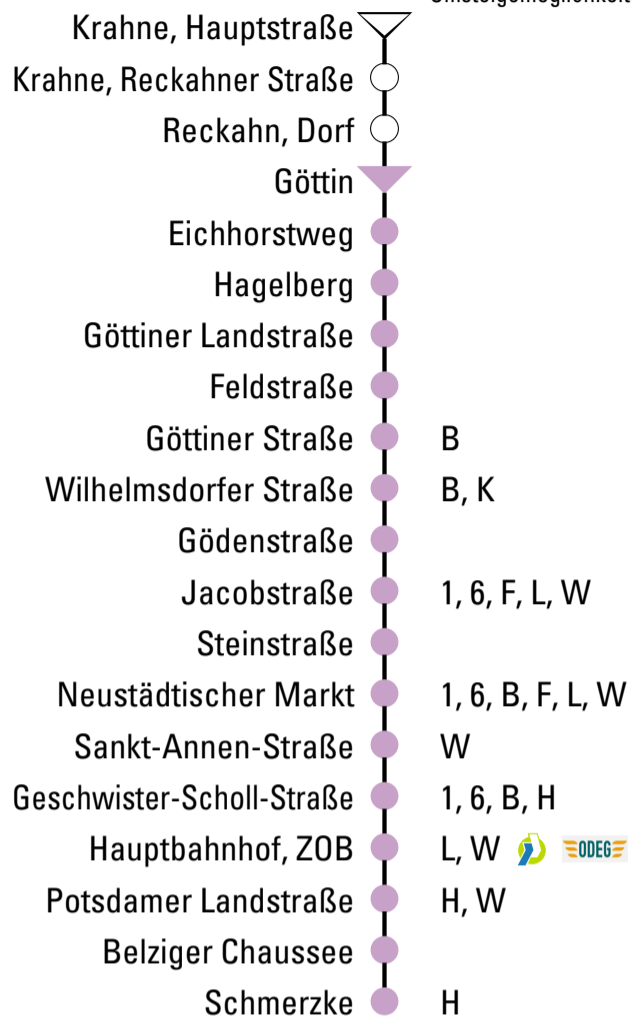 Umsteigemöglichkeit
Krahne, Hauptstraße
Krahne, Reckahner Straße
Reckahn, Dorf
Göttin
Eichhorstweg
Hagelberg
Göttiner Landstraße
Feldstraße
Göttiner Straße B
Wilhelmsdorfer Straße B, K
Gödenstraße
Jacobstraße 1, 6, F, L, W
Steinstraße
Neustädtischer Markt 1, 6, B, F, L, W
Sankt-Annen-Straße W
Geschwister-Scholl-Straße 1, 6, B, H
Hauptbahnhof, ZOB L, W ODEG
Potsdamer Landstraße H, W
Belziger Chaussee
Schmerzke H